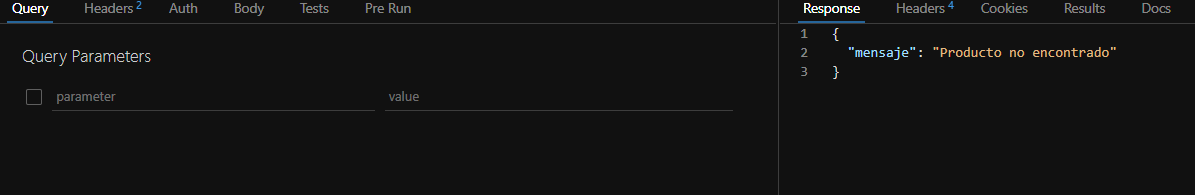 Query Headers 2 Auth Body Tests Pre Run
Query Parameters
parameter value
Response Headers 4 Cookies Results Docs
1 {
2 "mensaje": "Producto no encontrado"
3 }